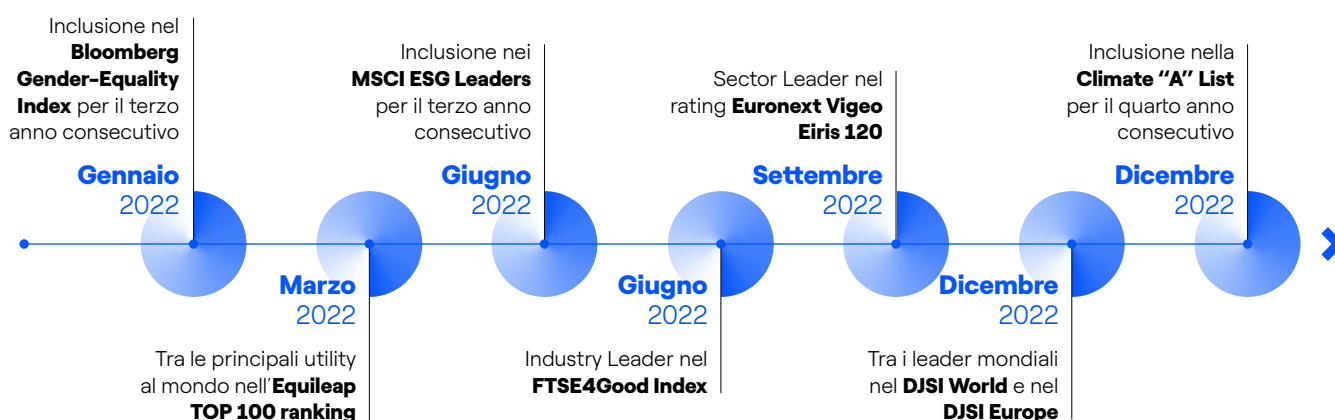 Inclusione nel
Bloomberg
Gender-Equality
Index per il terzo
anno consecutivo
Gennaio
2022
Marzo
2022
Tra le principali utility
al mondo nell'Equileap
TOP 100 ranking
Inclusione nei
MSCI ESG Leaders
per il terzo anno
consecutivo
Giugno
2022
Giugno
2022
Industry Leader nel
FTSE4Good Index
Sector Leader nel
rating Euronext Vigeo
Eiris 120
Settembre
2022
Dicembre
2022
Tra i leader mondiali
nel DJSI World e nel
DJSI Europe
Inclusione nella
Climate “A” List
per il quarto anno
consecutivo
Dicembre
2022